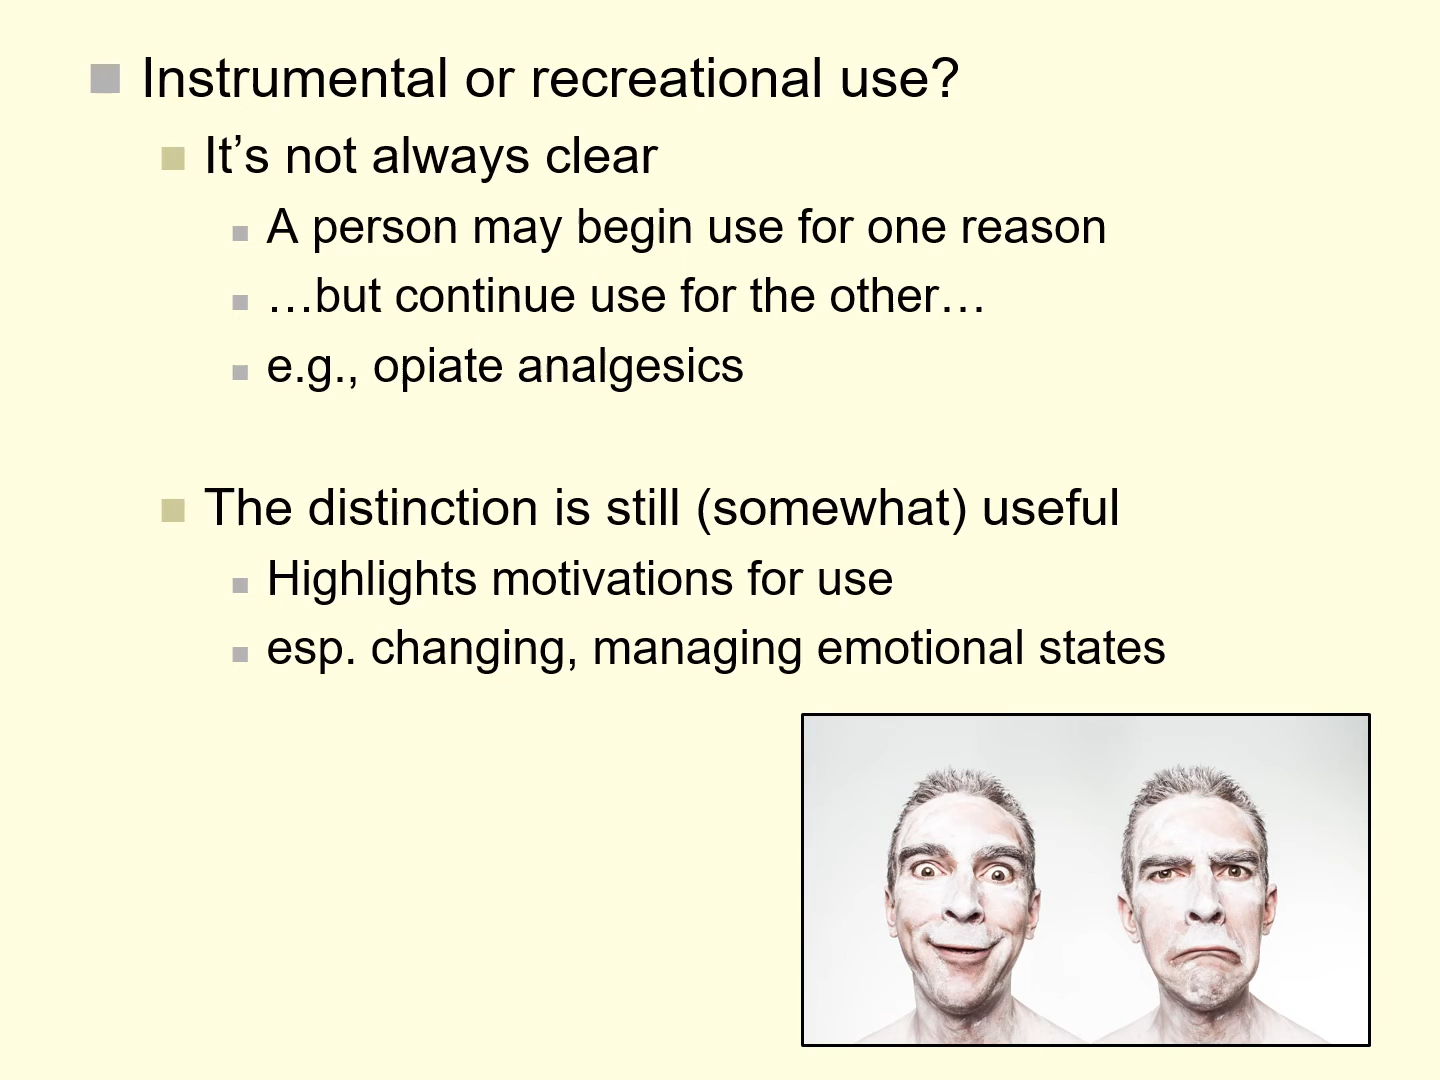 Instrumental or recreational use?
It’s not always clear
A person may begin use for one reason
…but continue use for the other…
e.g., opiate analgesics
The distinction is still (somewhat) useful
Highlights motivations for use
esp. changing, managing emotional states